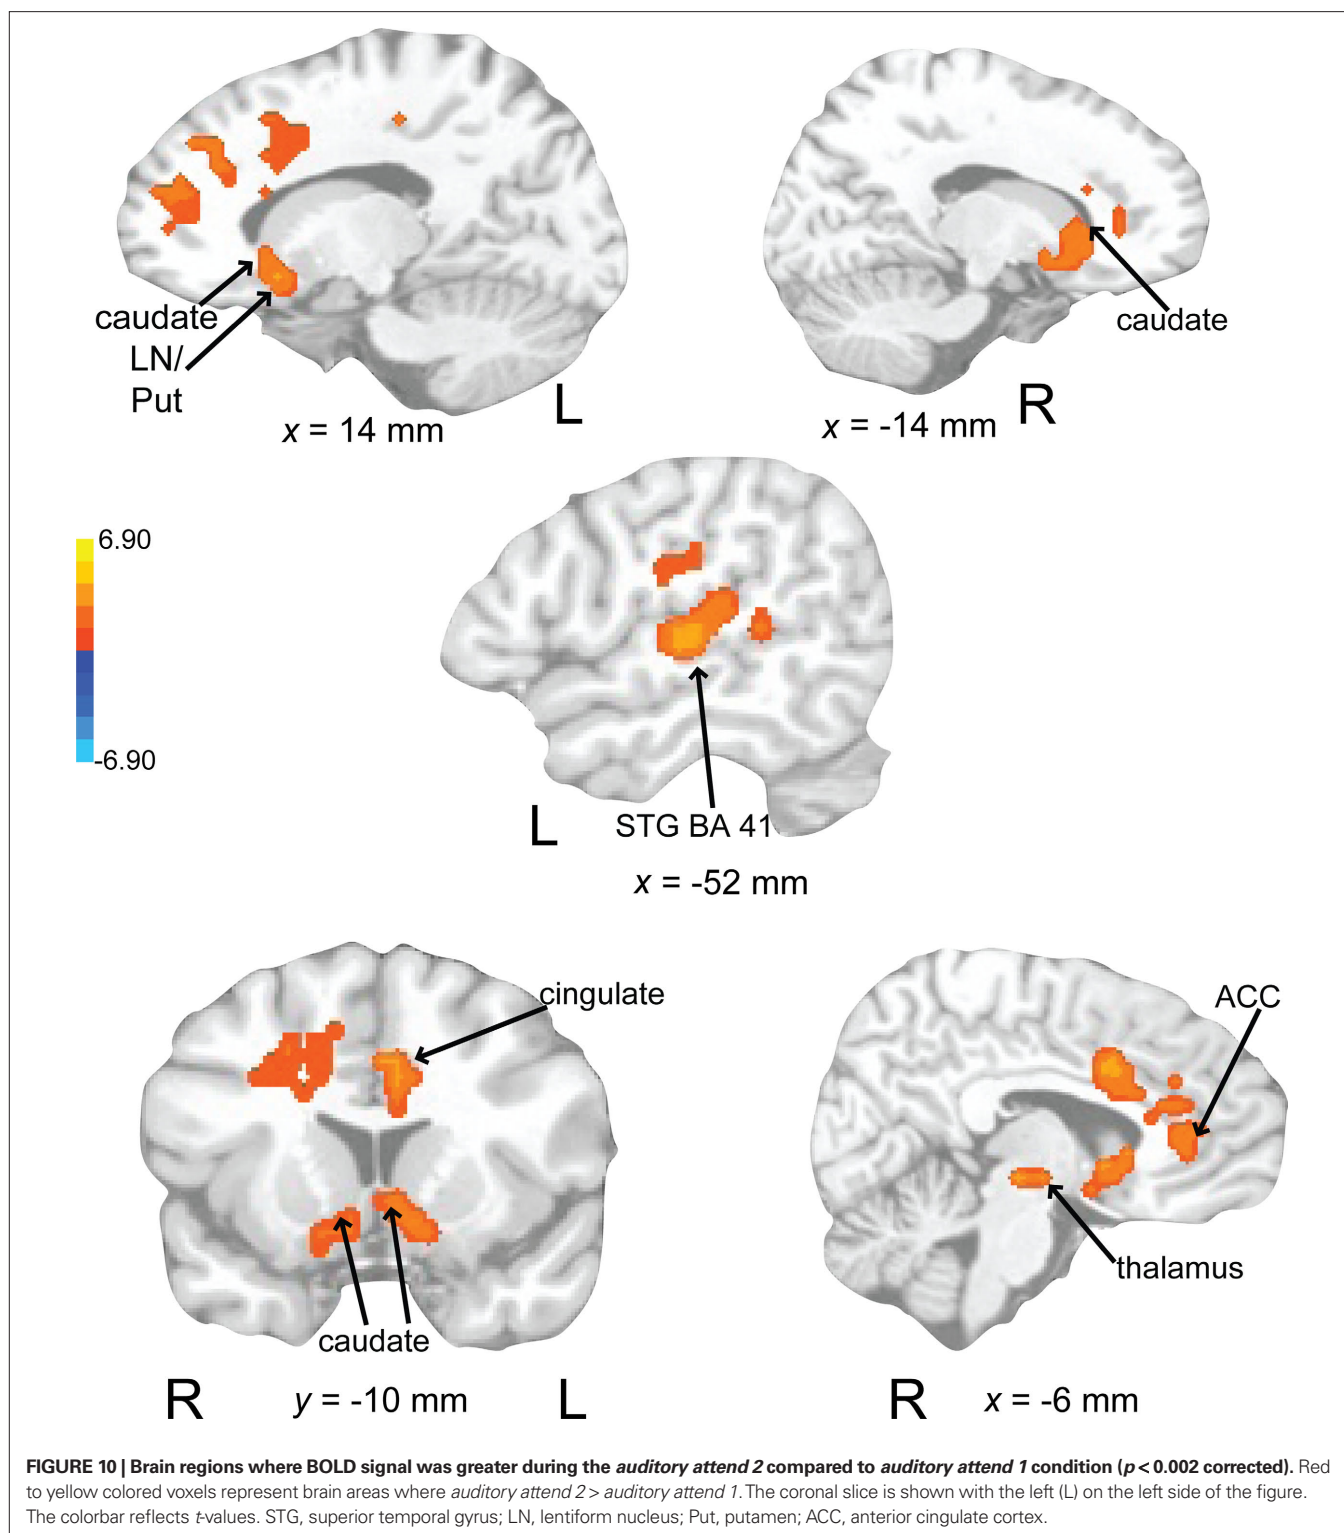 caudate
LN/
Put
x = 14 mm
L
caudate
x = -14 mm
R
6.90
-6.90
L
STG BA 41
x = -52 mm
cingulate
caudate
R
y = -10 mm
L
ACC
thalamus
R
x = -6 mm
FIGURE 10 | Brain regions where BOLD signal was greater during the auditory attend 2 compared to auditory attend 1 condition (p < 0.002 corrected). Red
to yellow colored voxels represent brain areas where auditory attend 2 > auditory attend 1. The coronal slice is shown with the left (L) on the left side of the figure.
The colorbar reflects t-values. STG, superior temporal gyrus; LN, lentiform nucleus; Put, putamen; ACC, anterior cingulate cortex.